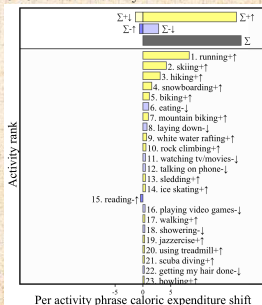 Σ+↓ Σ+↑
Σ-↑ Σ-↓
Σ
1. running+↑
2. skiing+↑
3. hiking+↑
4. snowboarding+↑
5. biking+↑
6. eating-↓
7. mountain biking+↑
8. laying down-↓
9. white water rafting+↑
10. rock climbing+↑
11. watching tv/movies-↓
12. talking on phone-↓
13. sledding+↑
14. ice skating+↑
15. reading-↑
16. playing video games-↓
17. walking+↑
18. showering-↓
19. jazzercise+↑
20. using treadmill+↑
21. scuba diving+↑
22. getting my hair done-↓
23. bowling+↑
Activity rank
-5 0 5
Per activity phrase caloric expenditure shift